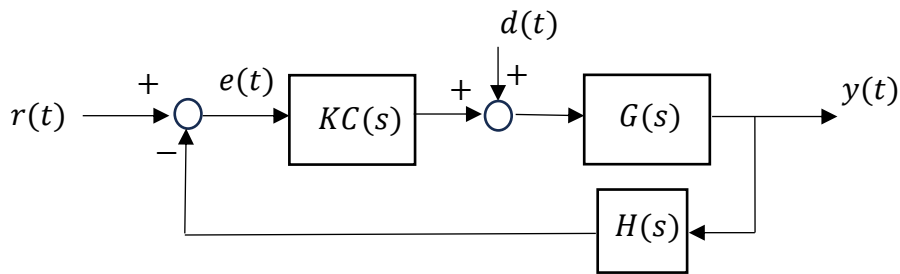 d(t)
+
e(t)
+
+
y(t)
r(t)
KC(s)
G(s)
−
H(s)